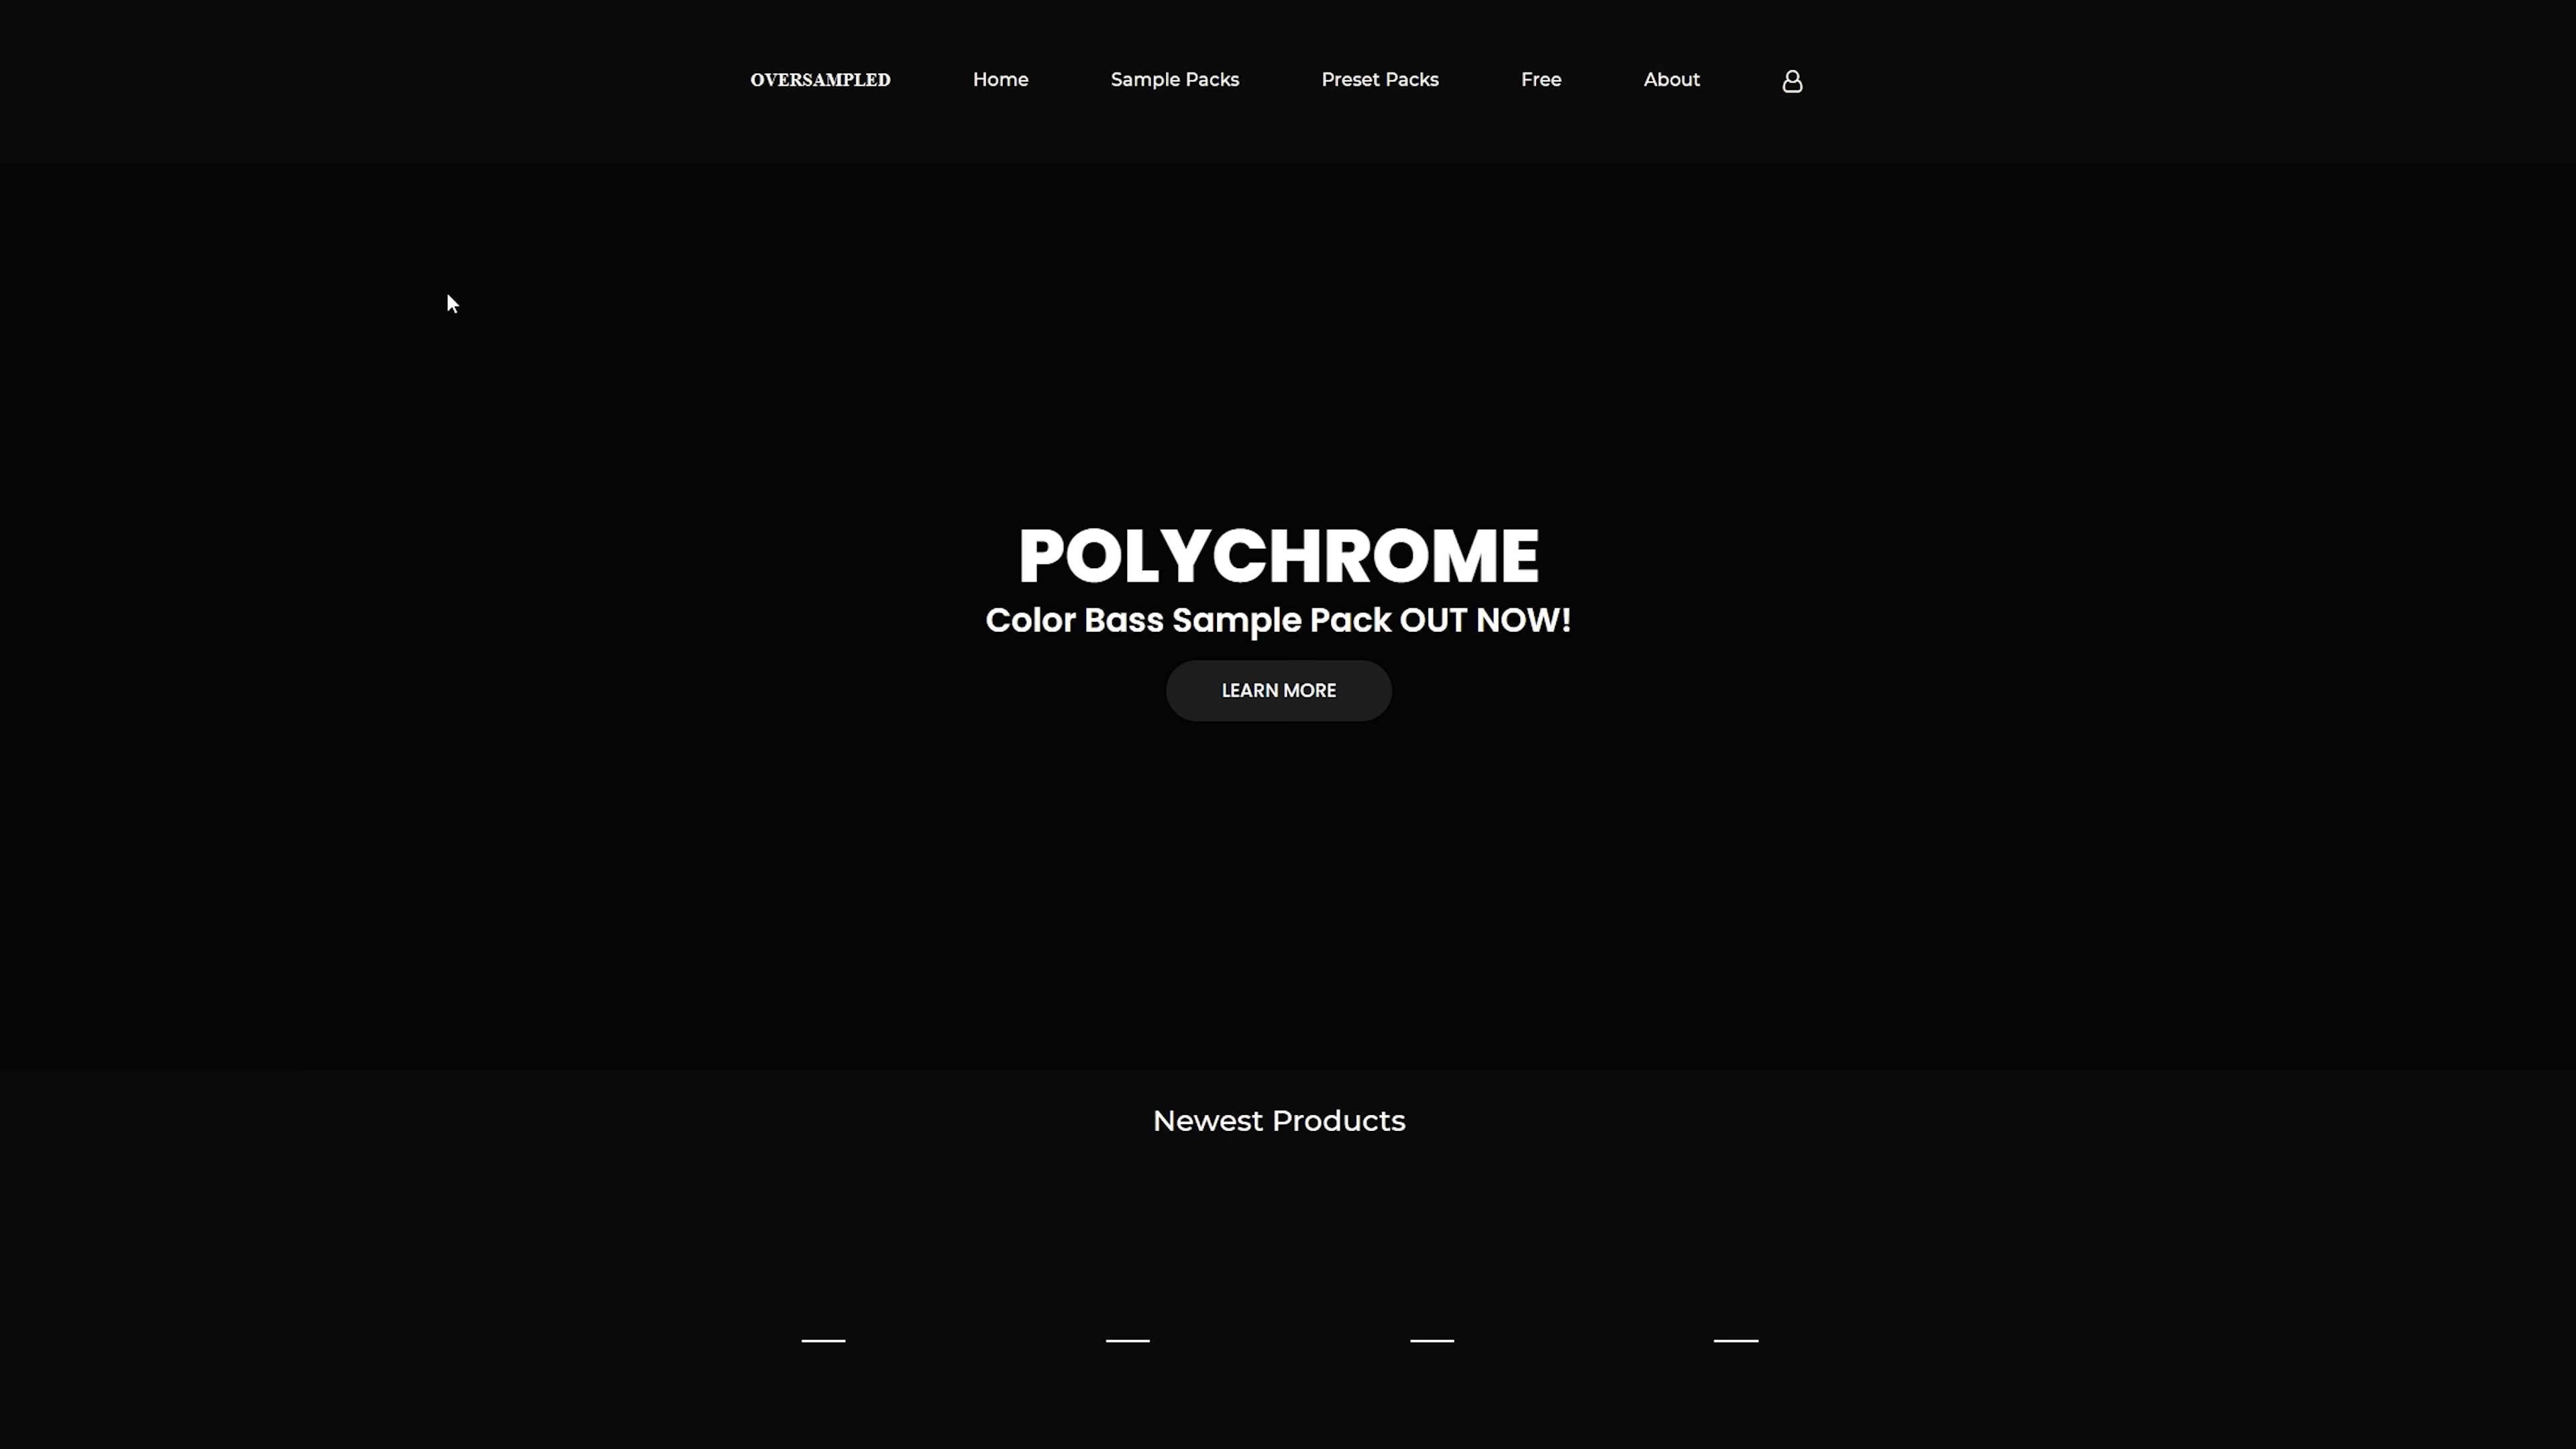 OVERSAMPLED Home Sample Packs Preset Packs Free About
POLYCHROME
Color Bass Sample Pack OUT NOW!
LEARN MORE
Newest Products